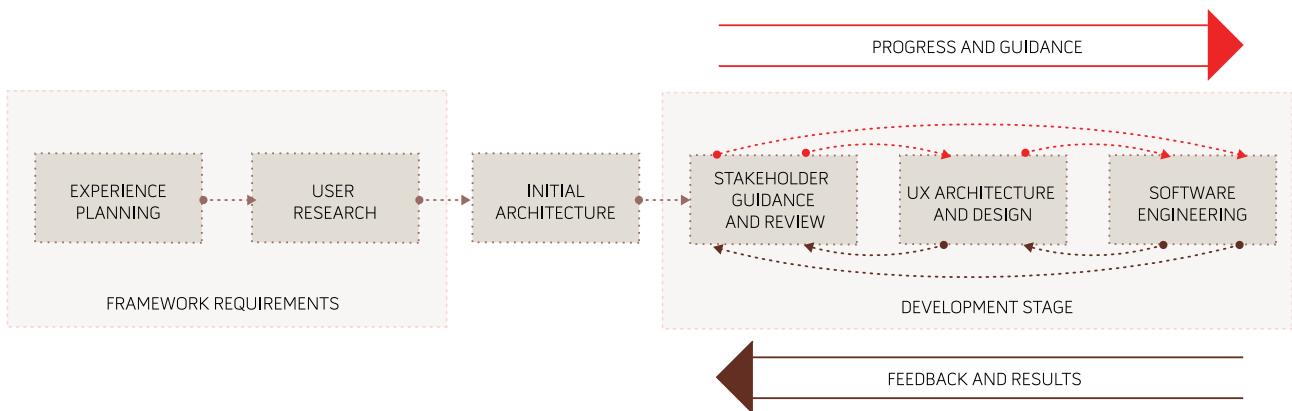 PROGRESS AND GUIDANCE
EXPERIENCE
PLANNING
USER
RESEARCH
INITIAL
ARCHITECTURE
STAKEHOLDER
GUIDANCE
AND REVIEW
UX ARCHITECTURE
AND DESIGN
SOFTWARE
ENGINEERING
FRAMEWORK REQUIREMENTS
DEVELOPMENT STAGE
FEEDBACK AND RESULTS